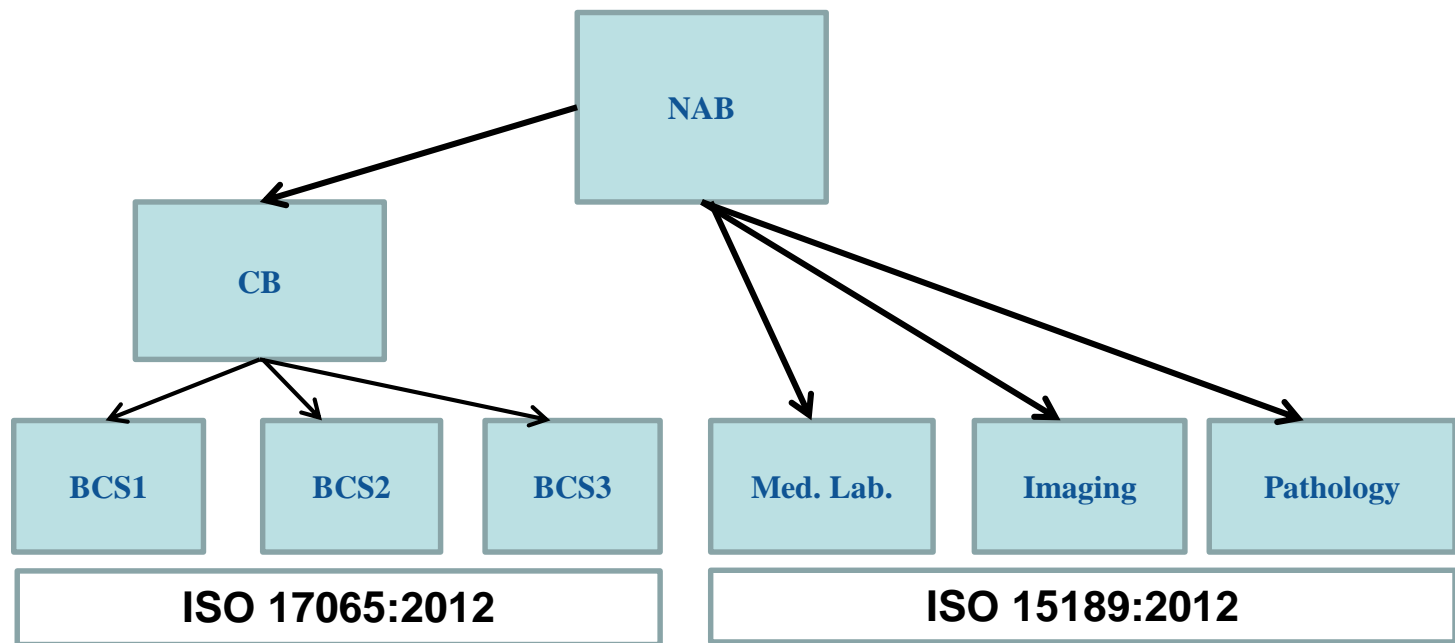 NAB
CB
BCS1
BCS2
BCS3
Med. Lab.
Imaging
Pathology
ISO 17065:2012
ISO 15189:2012